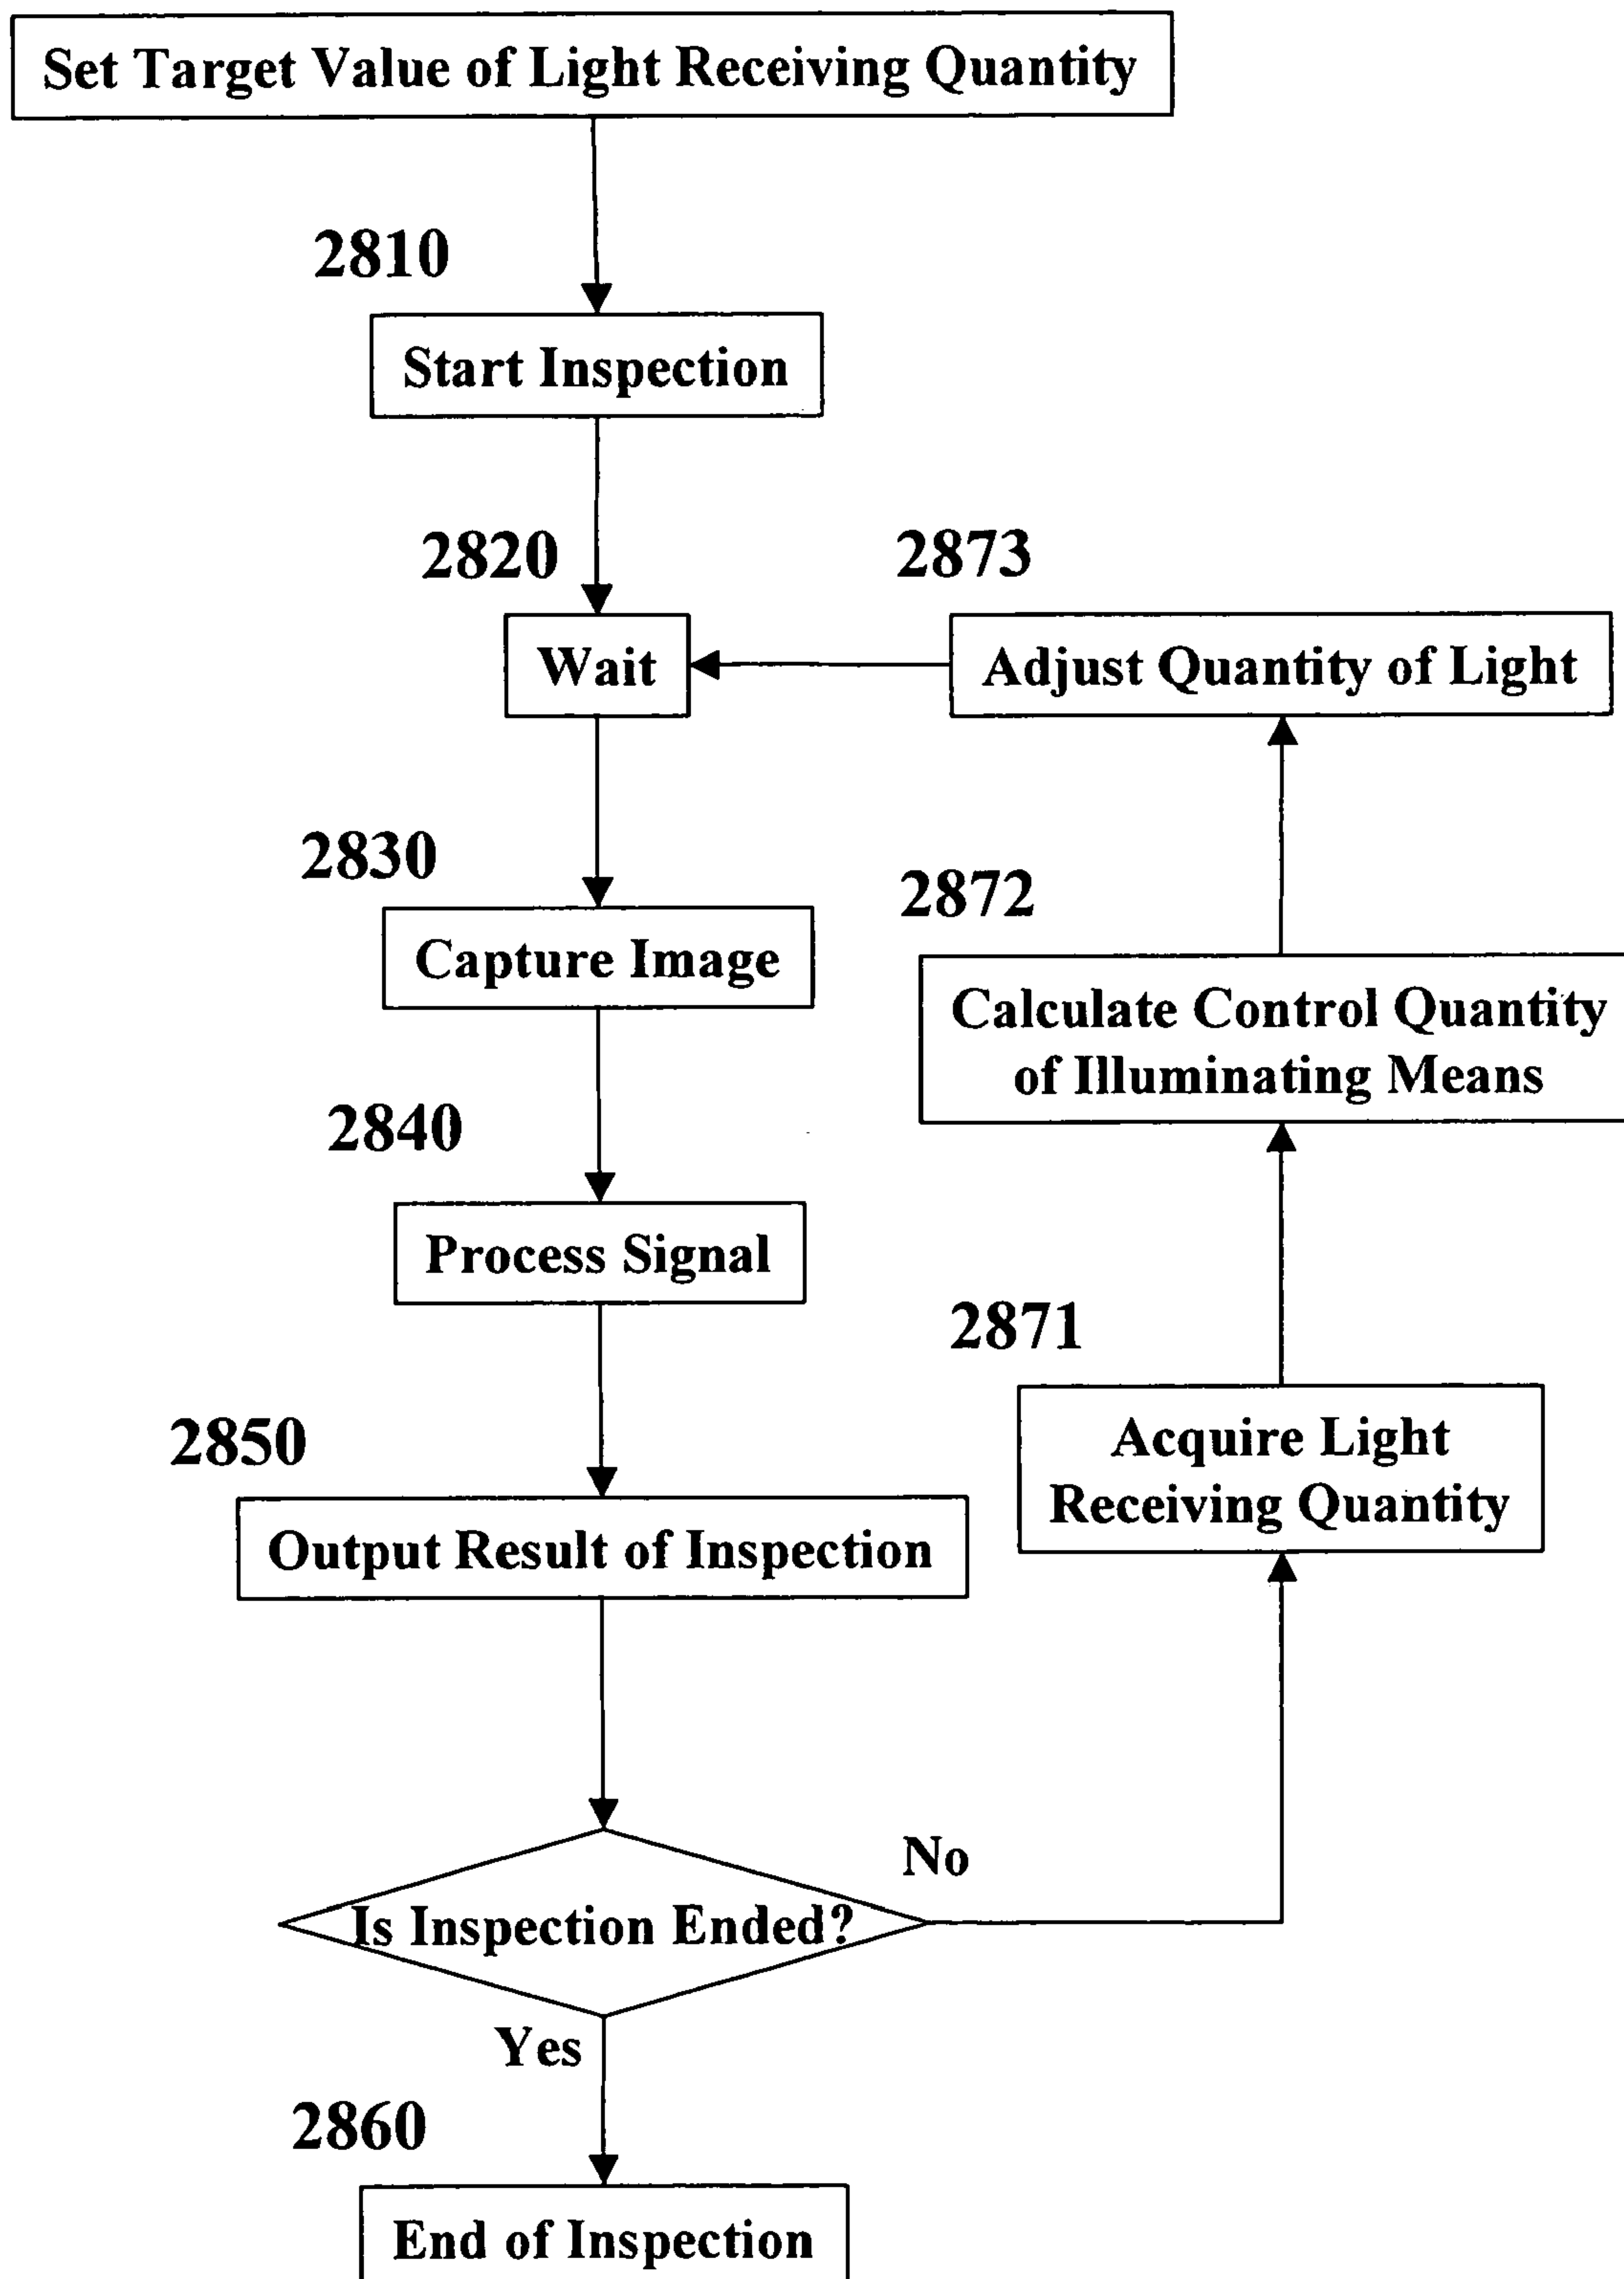 Set Target Value of Light Receiving Quantity
2810
Start Inspection
2820
Wait
2873
Adjust Quantity of Light
2830
Capture Image
2872
Calculate Control Quantity
of Illuminating Means
2840
Process Signal
2871
Acquire Light
Receiving Quantity
2850
Output Result of Inspection
Is Inspection Ended?
No
Yes
2860
End of Inspection